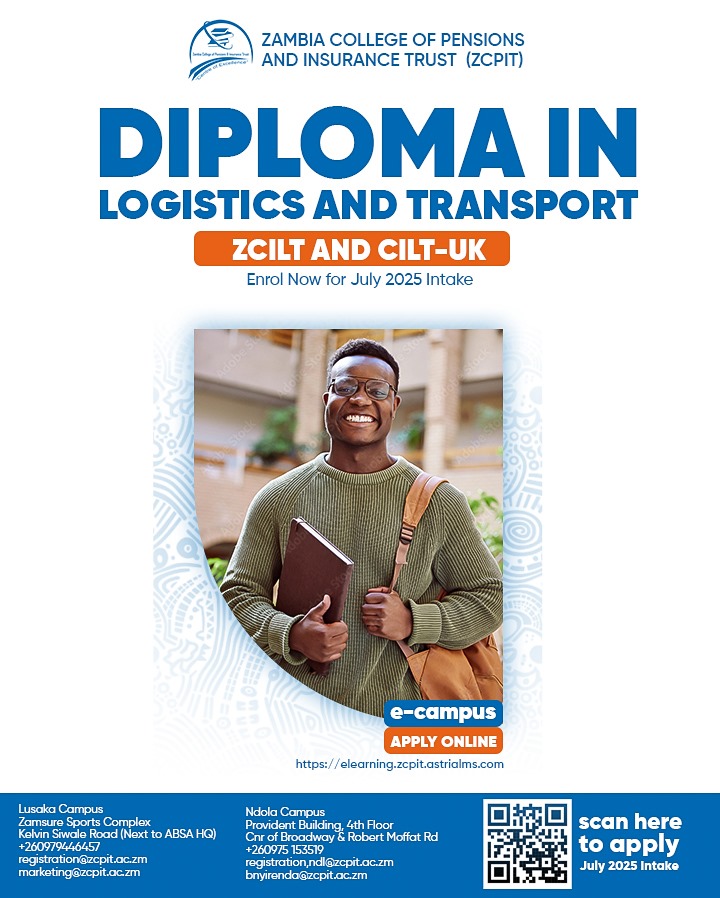 ZAMBIA COLLEGE OF PENSIONS
AND INSURANCE TRUST (ZCPIT)
DIPLOMA IN
LOGISTICS AND TRANSPORT
ZCILT AND CILT-UK
Enrol Now for July 2025 Intake
e-campus
APPLY ONLINE
https://elearning.zcpit.astrialms.com
Lusaka Campus
Zamsure Sports Complex
Kelvin Siwale Road (Next to ABSA HQ)
+260979446457
registration@zcpit.ac.zm
marketing@zcpit.ac.zm
Ndola Campus
Provident Building, 4th Floor
Cnr of Broadway & Robert Moffat Rd
+260975 153519
registration,ndl@zcpit.ac.zm
bnyirenda@zcpit.ac.zm
scan here
to apply
July 2025 Intake